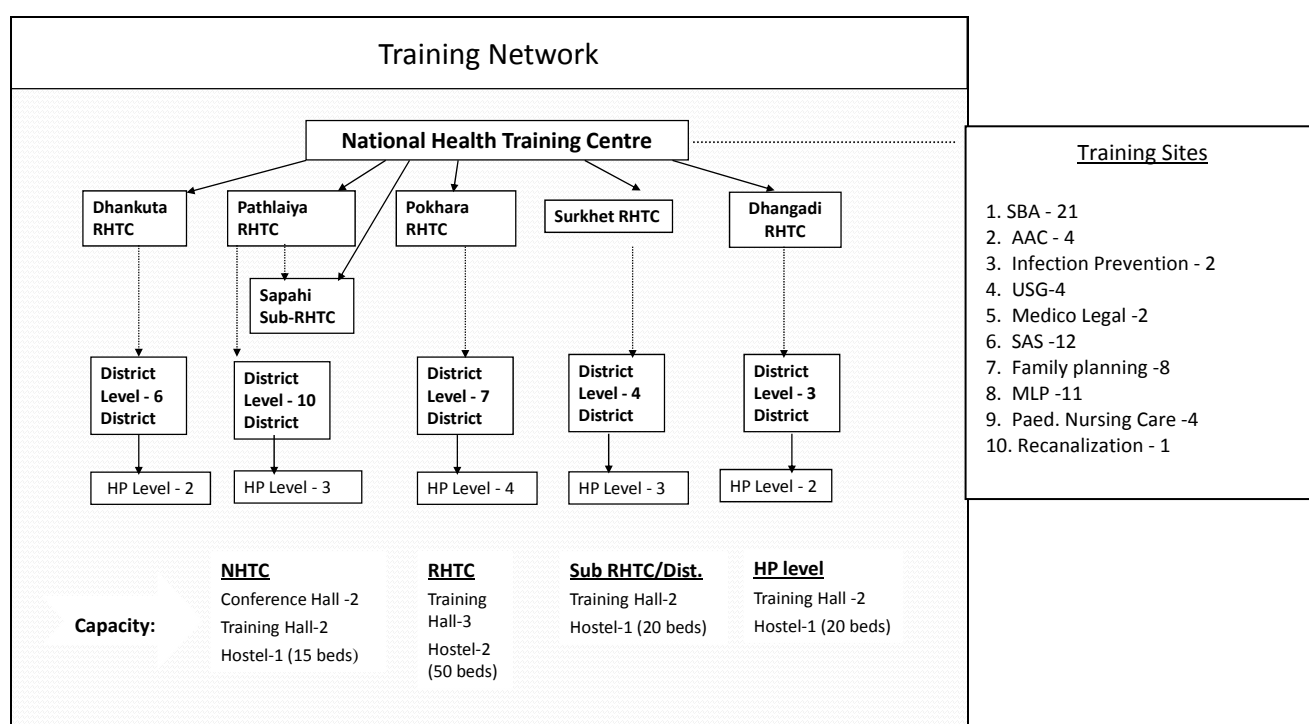 Training Network
National Health Training Centre
Dhankuta
RHTC
Pathlaiya
RHTC
Pokhara
RHTC
Surkhet RHTC
Dhangadi
RHTC
Sapahi
Sub-RHTC
District
Level - 6
District
District
Level - 10
District
District
Level - 7
District
District
Level - 4
District
District
Level - 3
District
HP Level - 2
HP Level - 3
HP Level - 4
HP Level - 3
HP Level - 2
Capacity:
NHTC
Conference Hall -2
Training Hall-2
Hostel-1 (15 beds)
RHTC
Training
Hall-3
Hostel-2
(50 beds)
Sub RHTC/Dist.
Training Hall-2
Hostel-1 (20 beds)
HP level
Training Hall -2
Hostel-1 (20 beds)
Training Sites
1. SBA - 21
2. AAC - 4
3. Infection Prevention - 2
4. USG-4
5. Medico Legal -2
6. SAS -12
7. Family planning -8
8. MLP -11
9. Paed. Nursing Care -4
10. Recanalization - 1